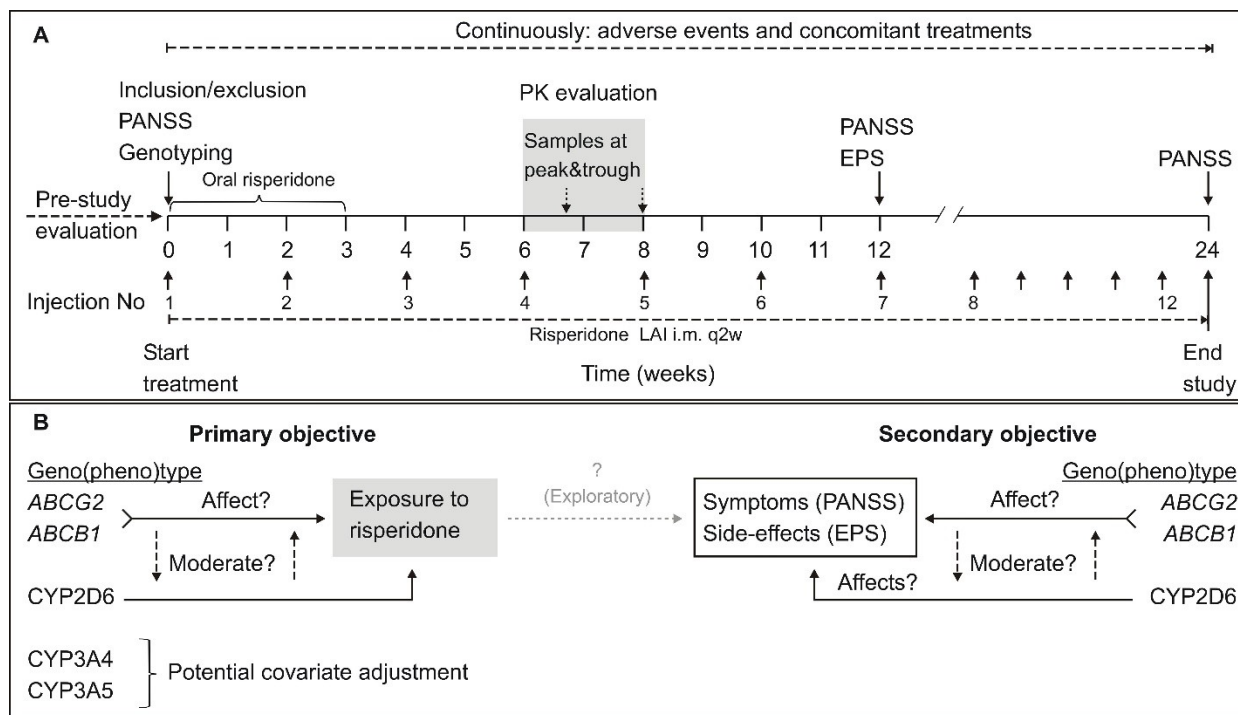 A
Continuously: adverse events and concomitant treatments
Inclusion/exclusion
PANSS
Genotyping
PK evaluation
Samples at
peak&trough
PANSS
EPS
PANSS
Oral risperidone
Pre-study
evaluation
0 1 2 3 4 5 6 7 8 9 10 11 12 24
Injection No 1 2 3 4 5 6 7 8 12
Risperidone LAI i.m. q2w
Start
treatment
Time (weeks)
End
study
B
Primary objective
Geno(pheno)type
ABCG2
ABCB1
Affect?
Moderate?
CYP2D6
Exposure to
risperidone
CYP3A4
CYP3A5
Potential covariate adjustment
?
(Exploratory)
Secondary objective
Symptoms (PANSS)
Side-effects (EPS)
Geno(pheno)type
Affect?
ABCG2
ABCB1
Moderate?
Affects?
CYP2D6